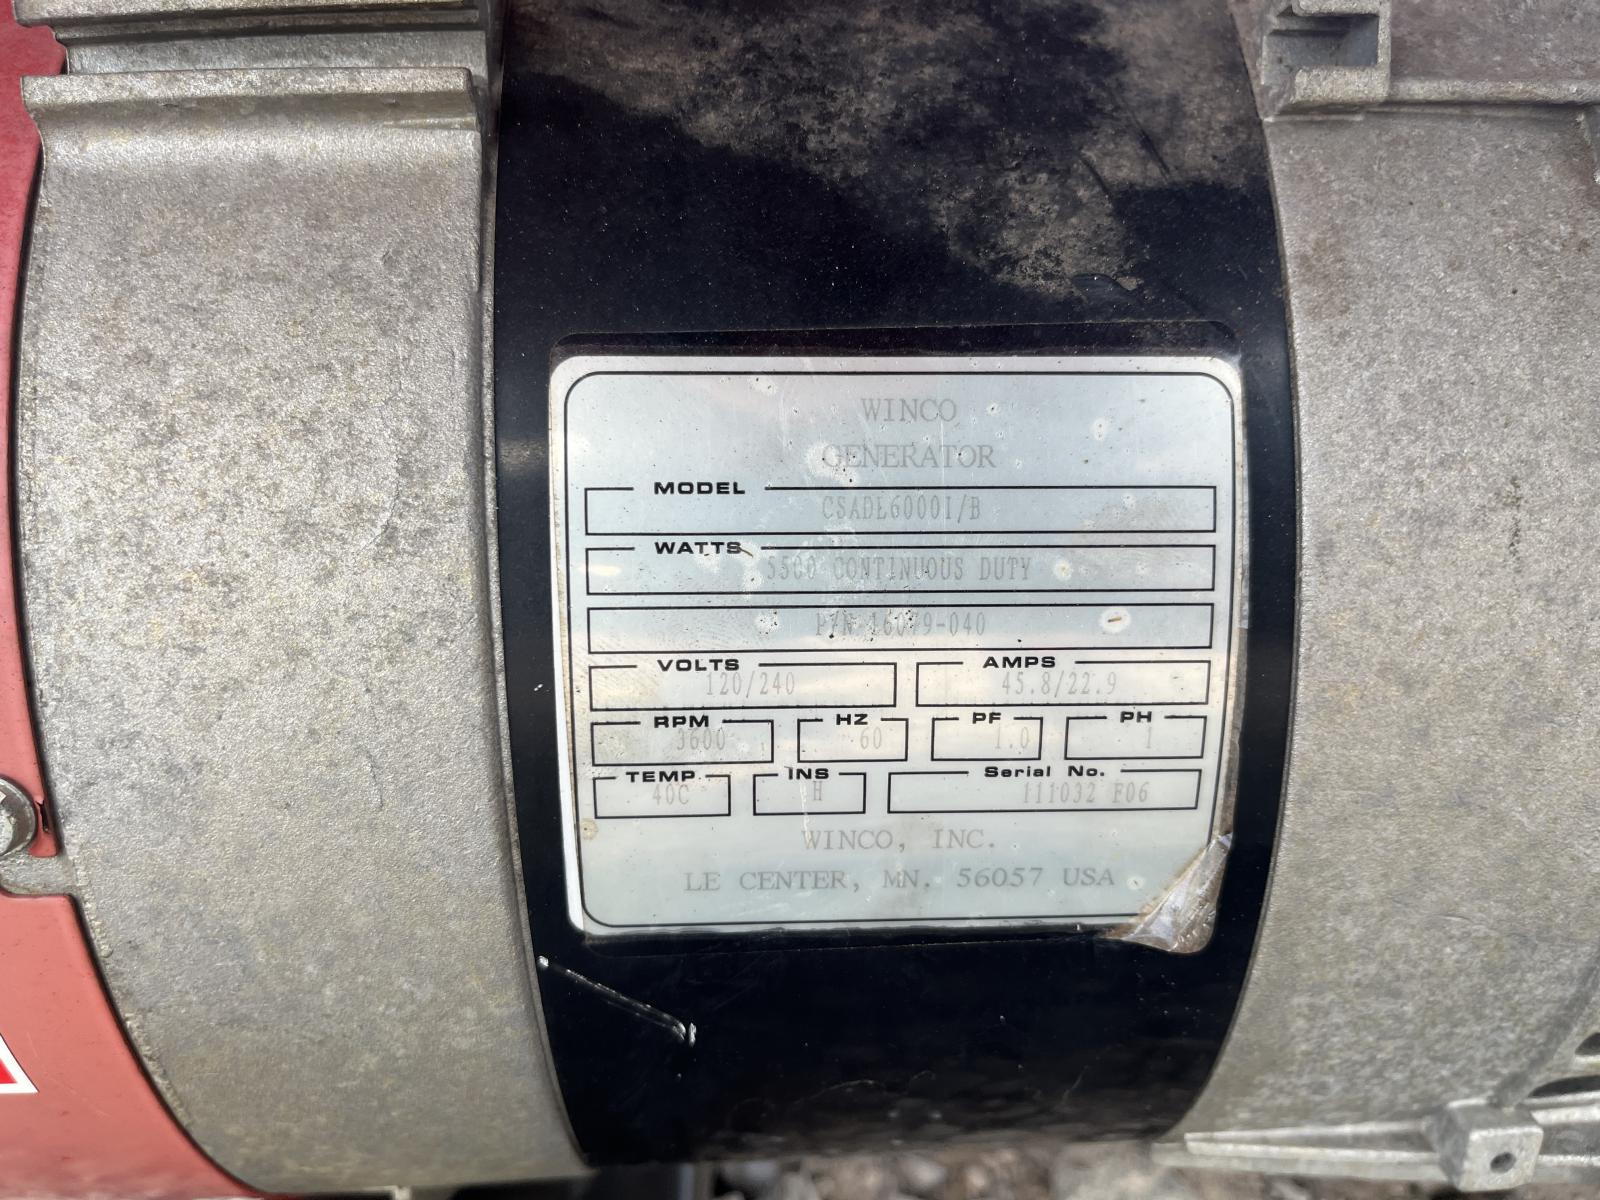 WINCO
GENERATOR
MODEL
CSADL6000I/B
WATTS
5500 CONTINUOUS DUTY
P/N 16079-040
VOLTS AMPS
120/240 45.8/22.9
RPM HZ PF PH
3600 60 1.0 1
TEMP INS Serial No.
40C H 111032 F06
WINCO, INC.
LE CENTER, MN. 56057 USA